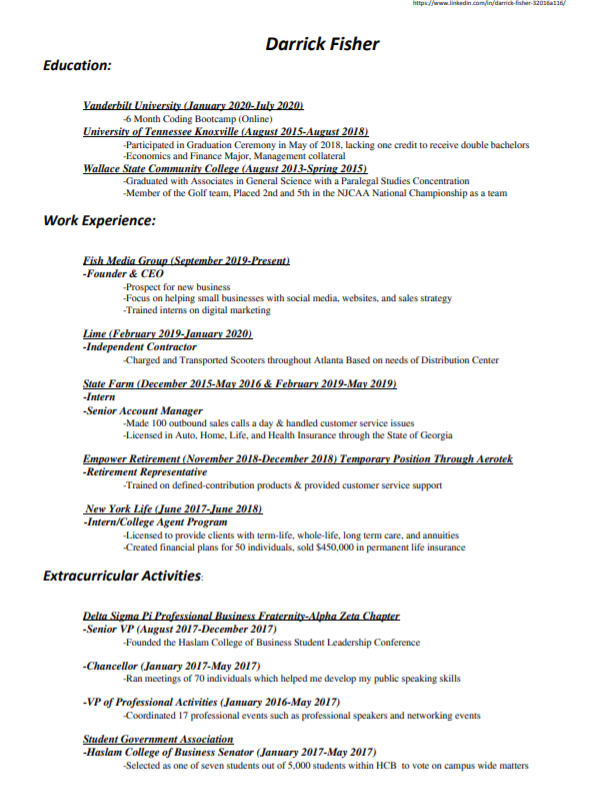 https://www.linkedin.com/in/darrick-fisher-32016a116/
Darrick Fisher
Education:
Vanderbilt University (January 2020-July 2020)
-6 Month Coding Bootcamp (Online)
University of Tennessee Knoxville (August 2015-August 2018)
-Participated in Graduation Ceremony in May of 2018, lacking one credit to receive double bachelors
-Economics and Finance Major, Management collateral
Wallace State Community College (August 2013-Spring 2015)
-Graduated with Associates in General Science with a Paralegal Studies Concentration
-Member of the Golf team, Placed 2nd and 5th in the NJCAA National Championship as a team
Work Experience:
Fish Media Group (September 2019-Present)
-Founder & CEO
-Prospect for new business
-Focus on helping small businesses with social media, websites, and sales strategy
-Trained interns on digital marketing
Lime (February 2019-January 2020)
-Independent Contractor
-Charged and Transported Scooters throughout Atlanta Based on needs of Distribution Center
State Farm (December 2015-May 2016 & February 2019-May 2019)
-Intern
-Senior Account Manager
-Made 100 outbound sales calls a day & handled customer service issues
-Licensed in Auto, Home, Life, and Health Insurance through the State of Georgia
Empower Retirement (November 2018-December 2018) Temporary Position Through Aerotek
-Retirement Representative
-Trained on defined-contribution products & provided customer service support
New York Life (June 2017-June 2018)
-Intern/College Agent Program
-Licensed to provide clients with term-life, whole-life, long term care, and annuities
-Created financial plans for 50 individuals, sold $450,000 in permanent life insurance
Extracurricular Activities:
Delta Sigma Pi Professional Business Fraternity-Alpha Zeta Chapter
-Senior VP (August 2017-December 2017)
-Founded the Haslam College of Business Student Leadership Conference
-Chancellor (January 2017-May 2017)
-Ran meetings of 70 individuals which helped me develop my public speaking skills
-VP of Professional Activities (January 2016-May 2017)
-Coordinated 17 professional events such as professional speakers and networking events
Student Government Association
-Haslam College of Business Senator (January 2017-May 2017)
-Selected as one of seven students out of 5,000 students within HCB to vote on campus wide matters